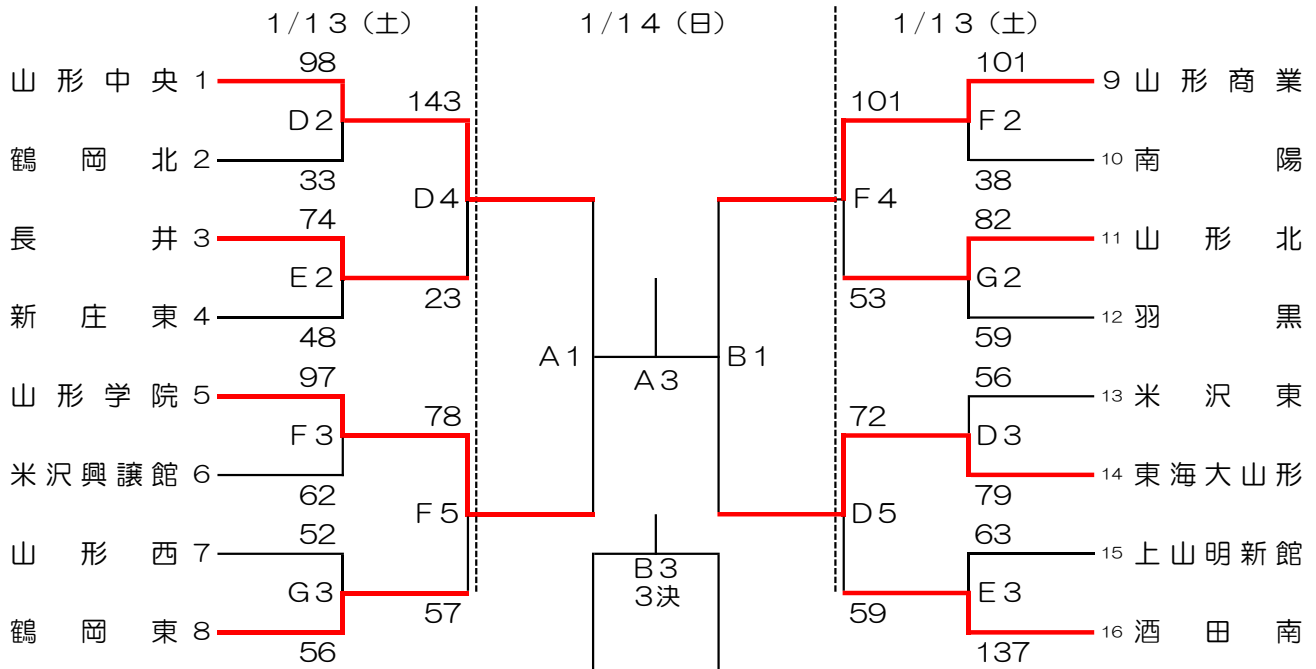 1/13（土） 1/14（日） 1/13（土）
98 101
山形中央 1 9 山形商業
143 101
D2 F2
鶴岡北 2 10 南陽
33 38
D4 F4
74 82
長井 3 11 山形北
E2 G2
23 53
新庄東 4 12 羽黒
48 59
A1 B1
97 A3 56
山形学院 5 13 米沢東
78 72
F3 D3
米沢興譲館 6 14 東海大山形
62 79
F5 D5
52 63
山形西 7 15 上山明新館
B3
G3 3決 E3
57 59
鶴岡東 8 16 酒田南
56 137